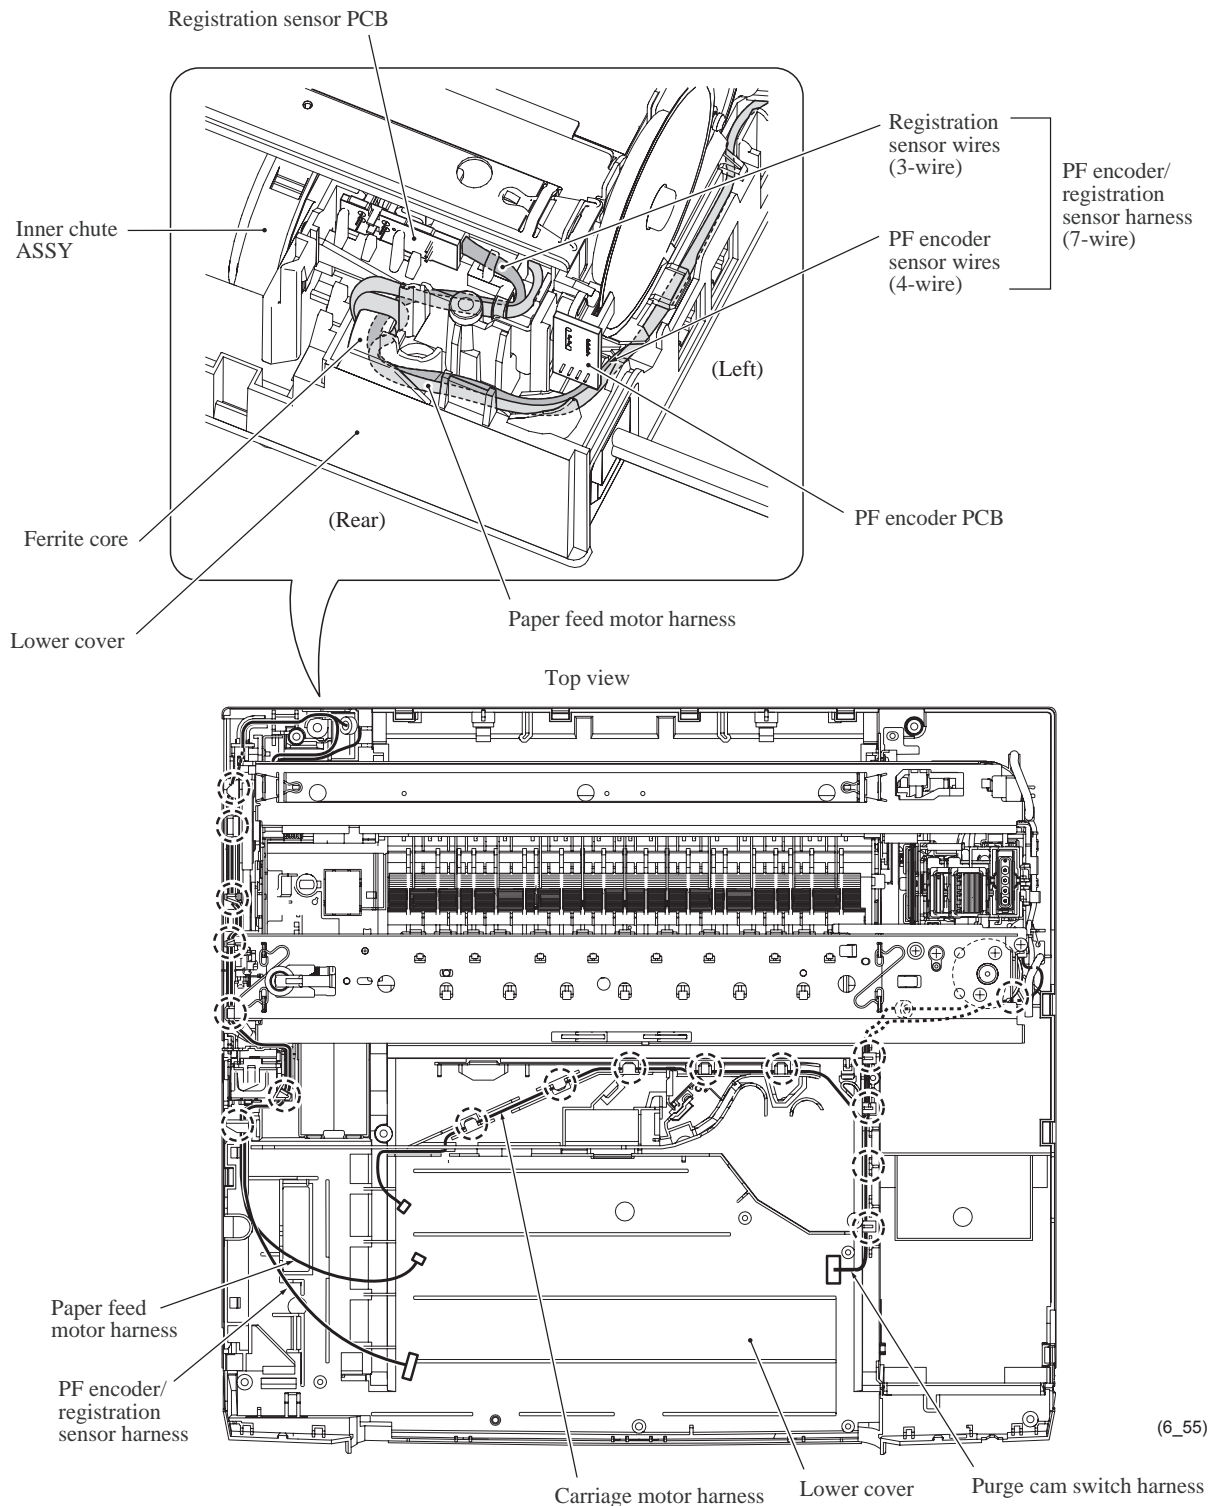 Registration sensor PCB
Registration
sensor wires
(3-wire)
PF encoder/
registration
sensor harness
(7-wire)
Inner chute
ASSY
PF encoder
sensor wires
(4-wire)
(Left)
(Rear)
PF encoder PCB
Ferrite core
Paper feed motor harness
Lower cover
Top view
Paper feed
motor harness
PF encoder/
registration
sensor harness
(6_55)
Carriage motor harness
Lower cover
Purge cam switch harness